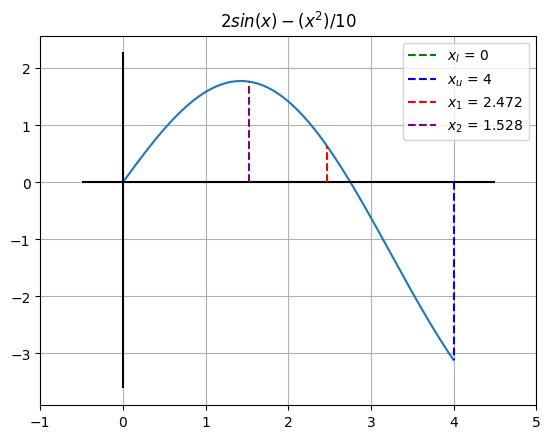 2sin(x) − (x²)/10
x_l = 0
x_u = 4
x_1 = 2.472
x_2 = 1.528
2
1
0
−1
−2
−3
−1
0
1
2
3
4
5